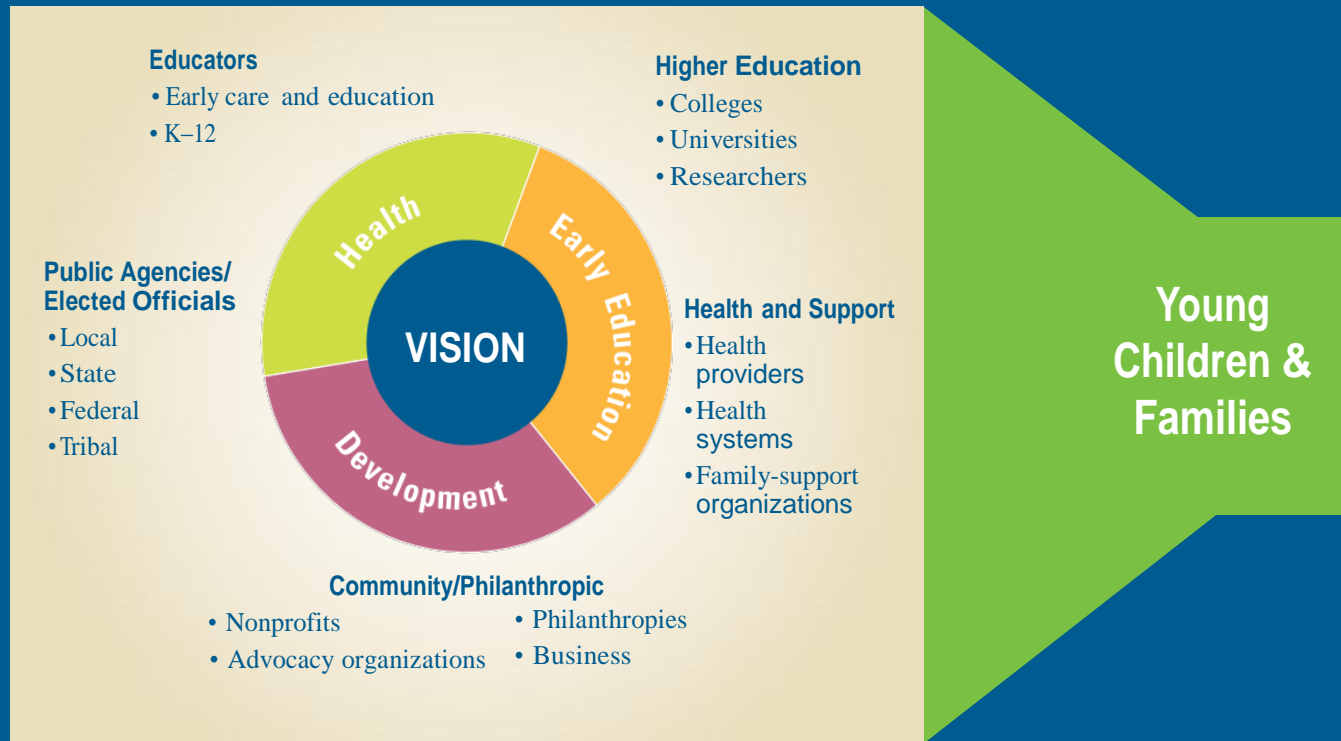 Educators
• Early care and education
• K–12
Higher Education
• Colleges
• Universities
• Researchers
Health
Early Education
Development
VISION
Public Agencies/
Elected Officials
• Local
• State
• Federal
• Tribal
Health and Support
• Health
providers
• Health
systems
• Family-support
organizations
Community/Philanthropic
• Nonprofits
• Advocacy organizations
• Philanthropies
• Business
Young
Children &
Families